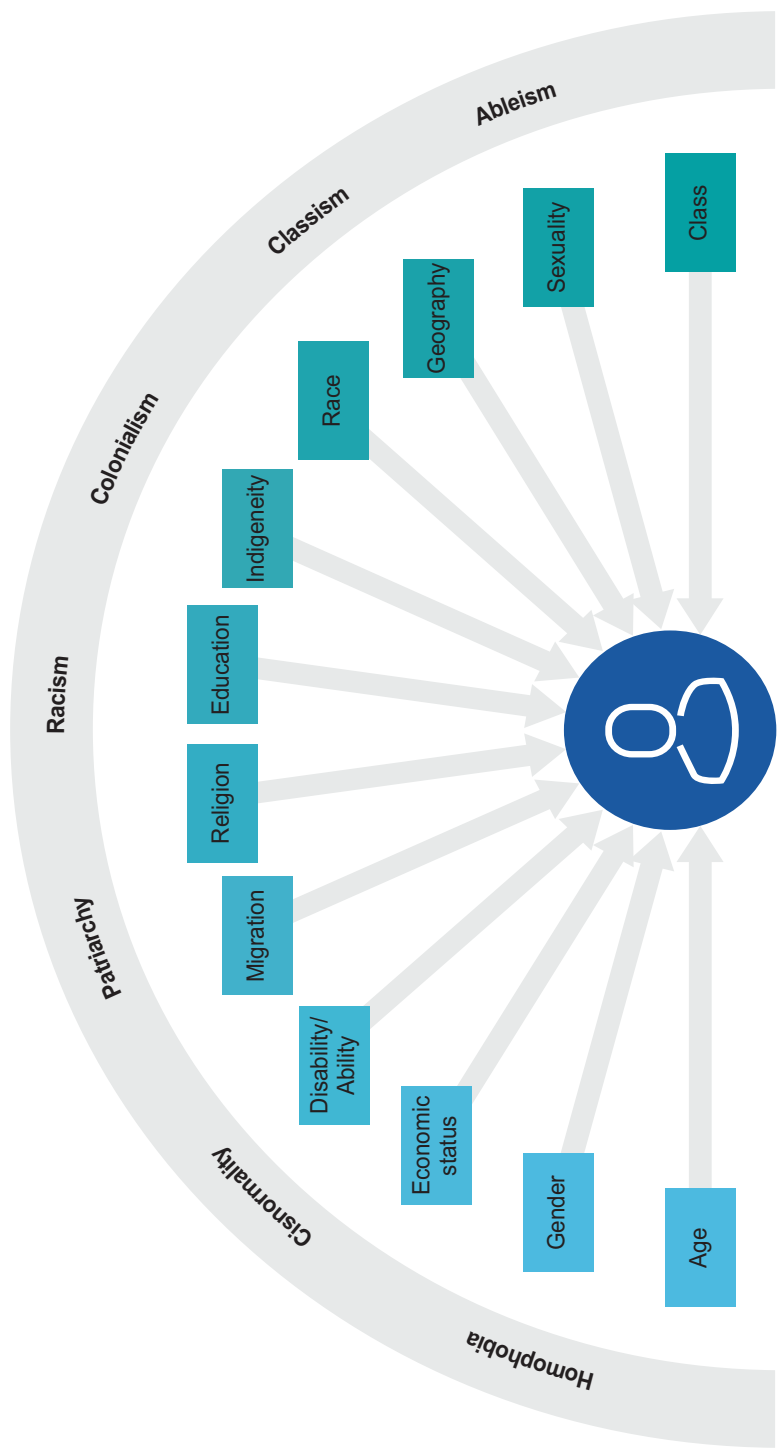 Homophobia
Cisnormality
Patriarchy
Racism
Colonialism
Classism
Ableism
Age
Gender
Economic
status
Disability/
Ability
Migration
Religion
Education
Indigeneity
Race
Geography
Sexuality
Class